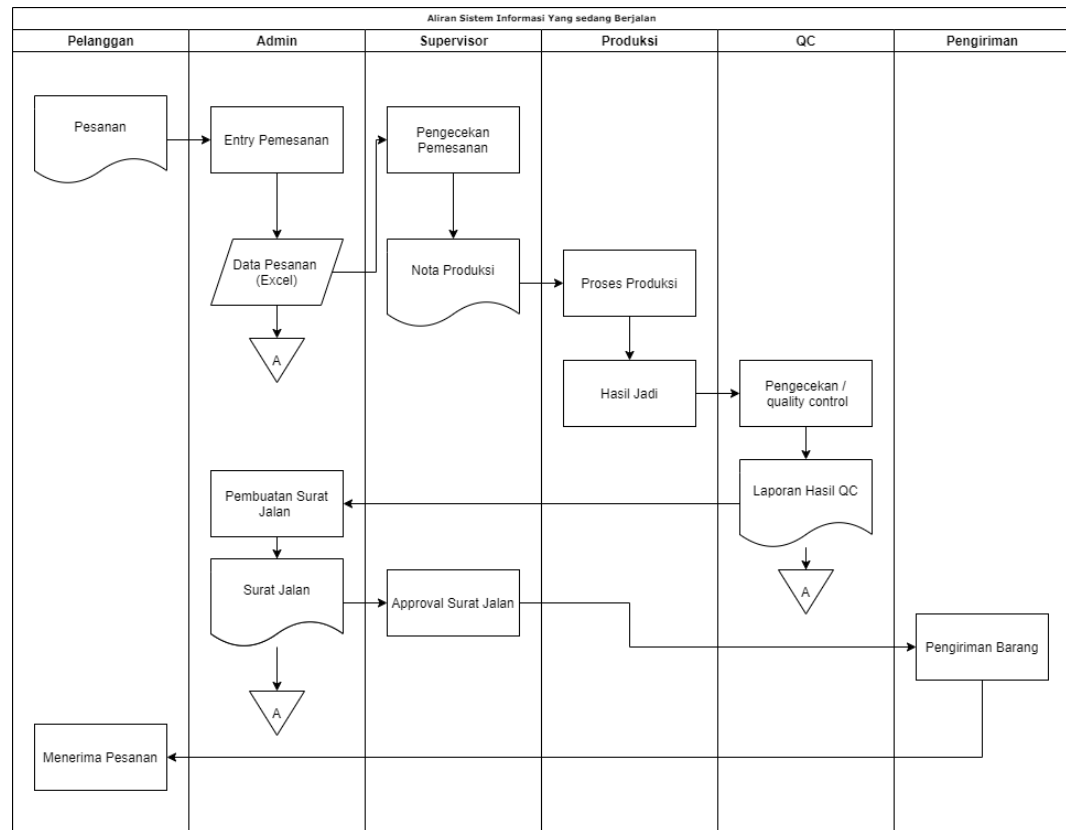 Aliran Sistem Informasi Yang sedang Berjalan
Pelanggan
Admin
Supervisor
Produksi
QC
Pengiriman
Pesanan
Entry Pemesanan
Pengecekan
Pemesanan
Data Pesanan
(Excel)
Nota Produksi
Proses Produksi
A
Hasil Jadi
Pengecekan /
quality control
Pembuatan Surat
Jalan
Laporan Hasil QC
Surat Jalan
Approval Surat Jalan
A
Pengiriman Barang
A
Menerima Pesanan